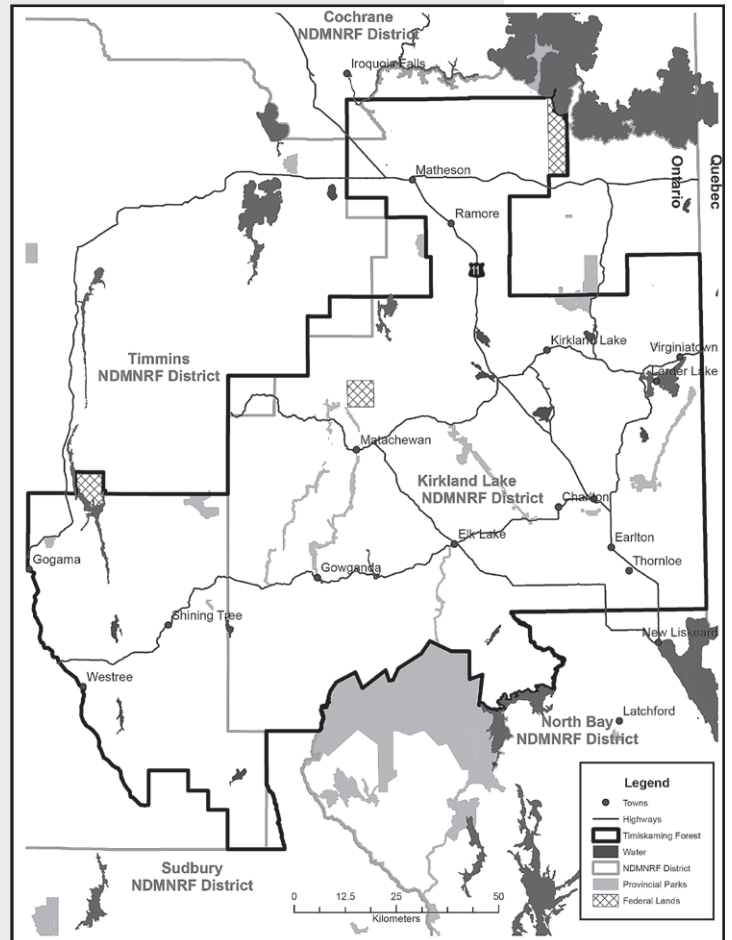 Cochrane
NDMNRF District
Iroquois Falls
Matheson
Ontario
Quebec
Ramore
11
Kirkland Lake
Virginiatown
Larder Lake
Timmins
NDMNRF District
Matachewan
Kirkland Lake
NDMNRF District
Charlton
Elk Lake
Earlton
Thornloe
Gogama
Gowganda
Shining Tree
New Liskeard
Westree
Latchford
North Bay
NDMNRF District
Sudbury
NDMNRF District
Legend
Towns
Highways
Timiskaming Forest
Water
NDMNRF District
Provincial Parks
Federal Lands
0 12.5 25 50
Kilometers